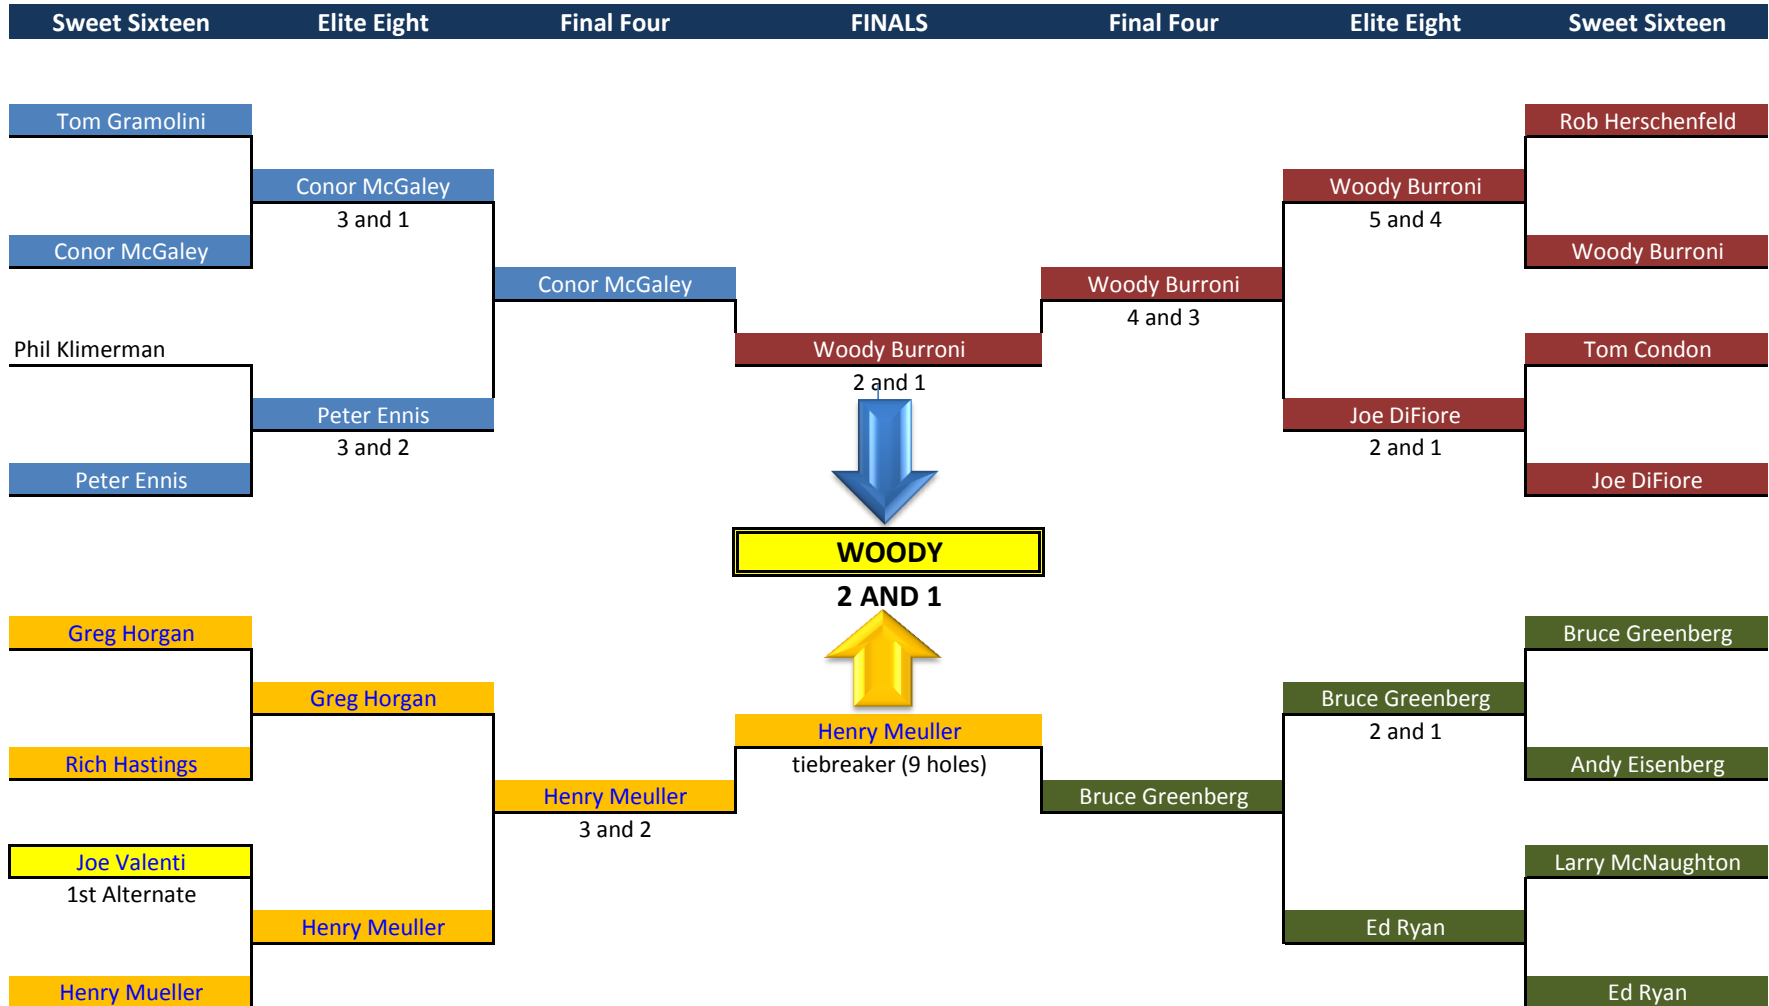 Sweet Sixteen Elite Eight Final Four FINALS Final Four Elite Eight Sweet Sixteen
Tom Gramolini Rob Herschenfeld
Conor McGaley Woody Burroni
3 and 1 5 and 4
Conor McGaley Woody Burroni
Conor McGaley Woody Burroni
4 and 3
Phil Klimerman Woody Burroni Tom Condon
2 and 1
Peter Ennis Joe DiFiore
3 and 2 2 and 1
Peter Ennis Joe DiFiore
WOODY
2 AND 1
Greg Horgan Bruce Greenberg
Greg Horgan Bruce Greenberg
Henry Meuller 2 and 1
Rich Hastings tiebreaker (9 holes) Andy Eisenberg
Henry Meuller Bruce Greenberg
3 and 2
Joe Valenti Larry McNaughton
1st Alternate
Henry Meuller Ed Ryan
Henry Mueller Ed Ryan